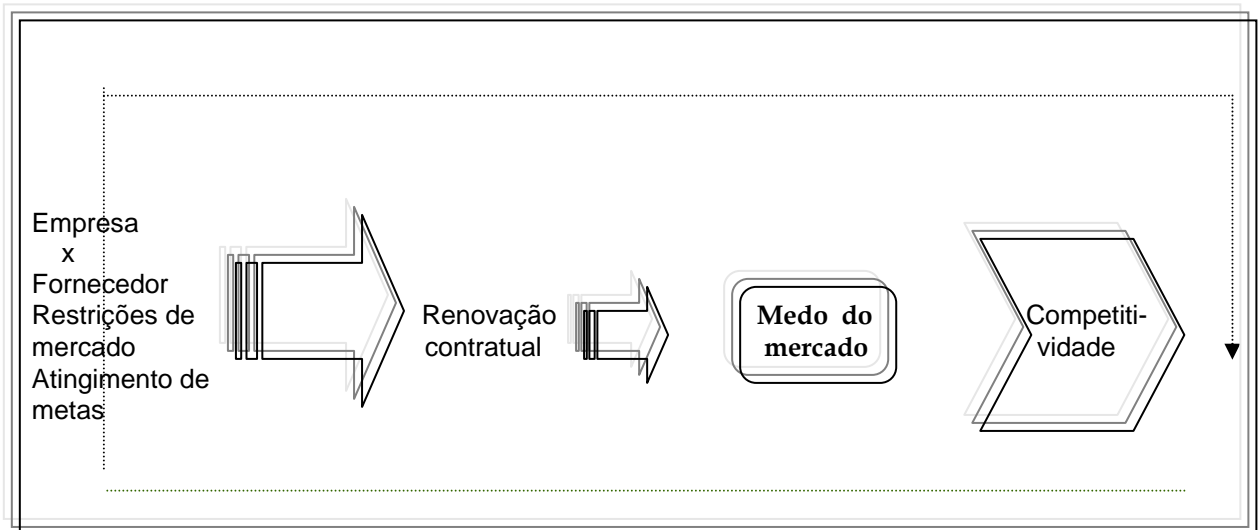 Empresa
x
Fornecedor
Restrições de
mercado
Atingimento de
metas
Renovação
contratual
Medo do
mercado
Competiti-
vidade